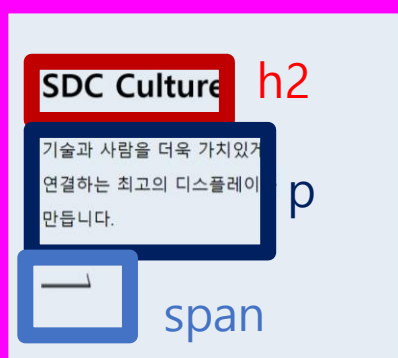 SDC Culture
h2
기술과 사람을 더욱 가치있게
연결하는 최고의 디스플레이
만듭니다.
p
span